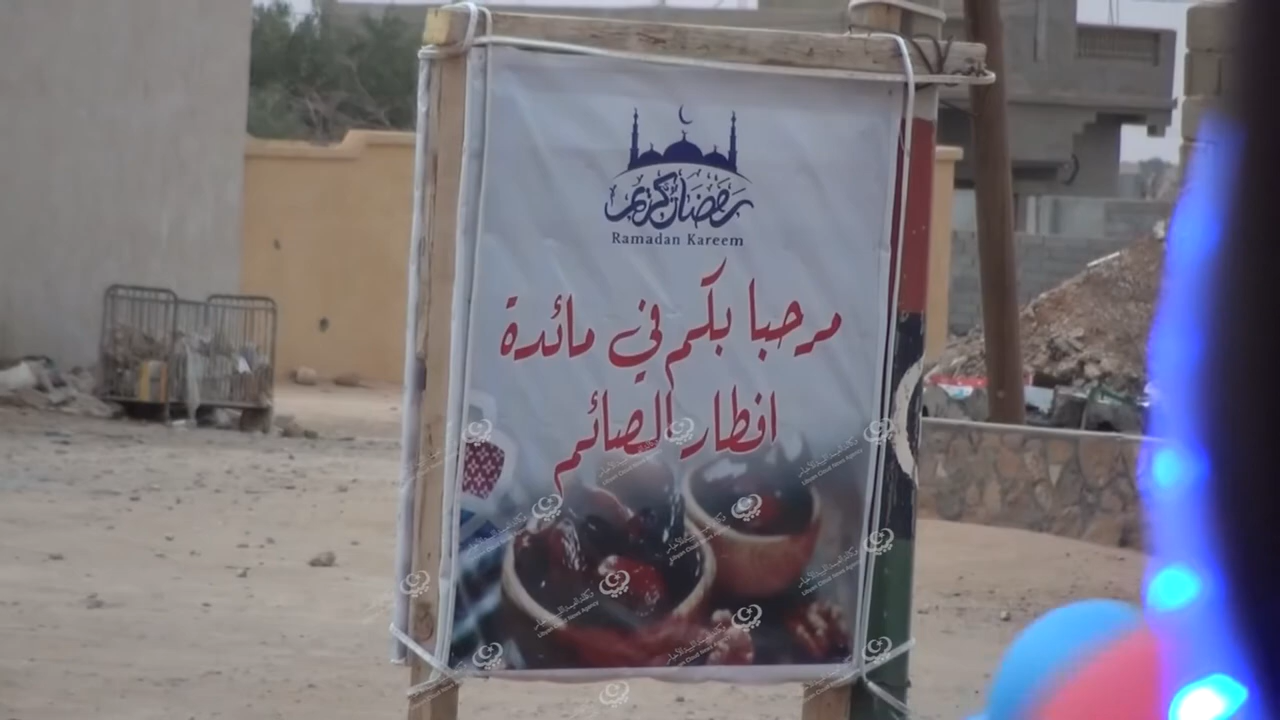 رمضان كريم
Ramadan Kareem
مرحبا بكم في مائدة
افطار الصائم